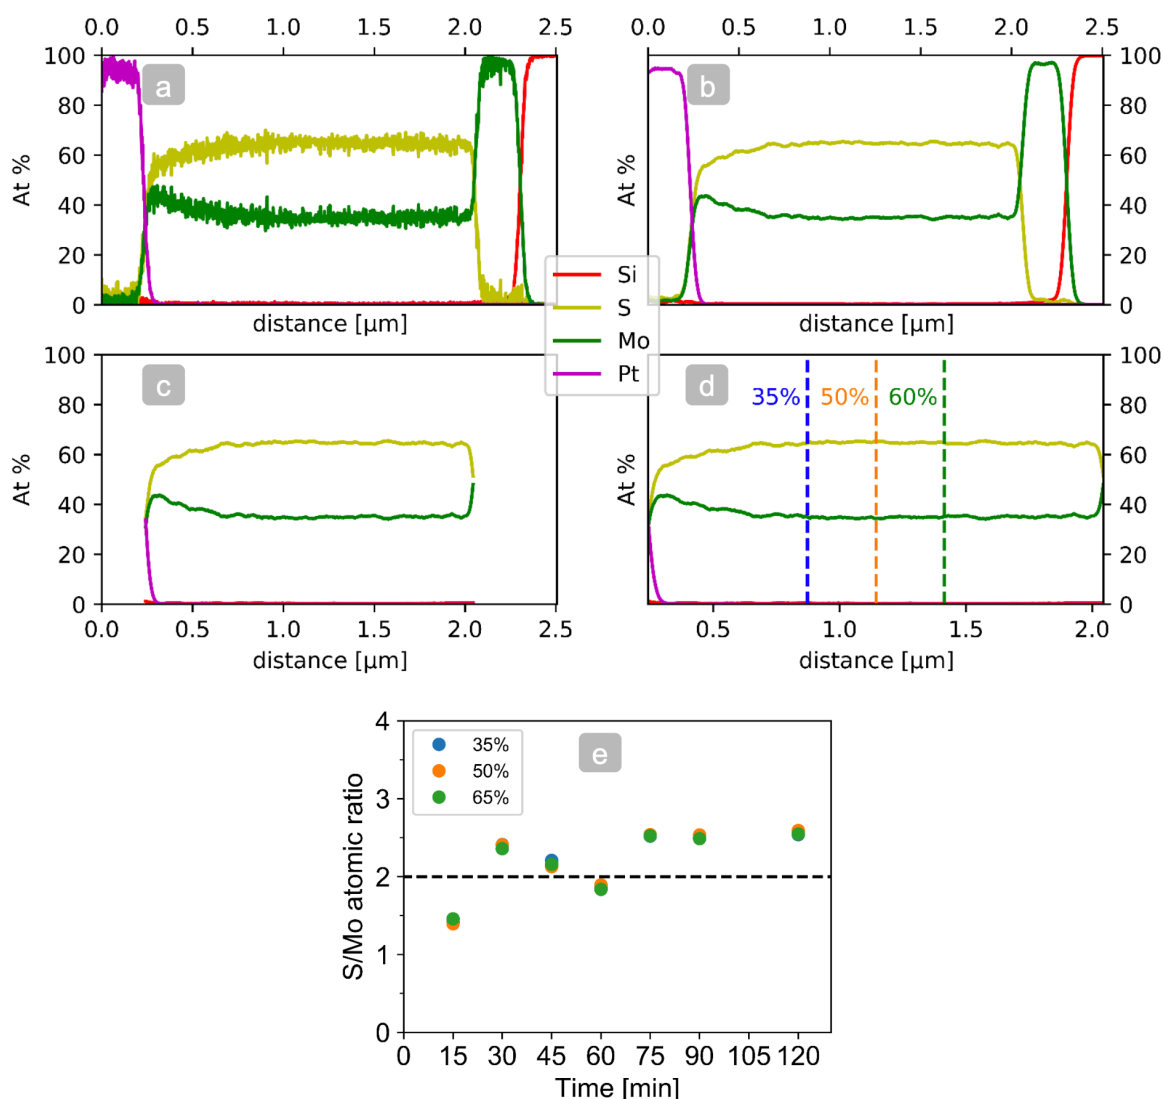 0.0 0.5 1.0 1.5 2.0 2.5
0.0 0.5 1.0 1.5 2.0 2.5
100
80
60
40
20
0
At %
a
distance [μm]
b
100
80
60
40
20
0
At %
distance [μm]
Si
S
Mo
Pt
100
80
60
40
20
0
At %
c
0.0 0.5 1.0 1.5 2.0 2.5
distance [μm]
d
35% 50% 60%
100
80
60
40
20
0
At %
0.5 1.0 1.5 2.0
distance [μm]
4
3
2
1
0
S/Mo atomic ratio
35%
50%
65%
e
0 15 30 45 60 75 90 105 120
Time [min]